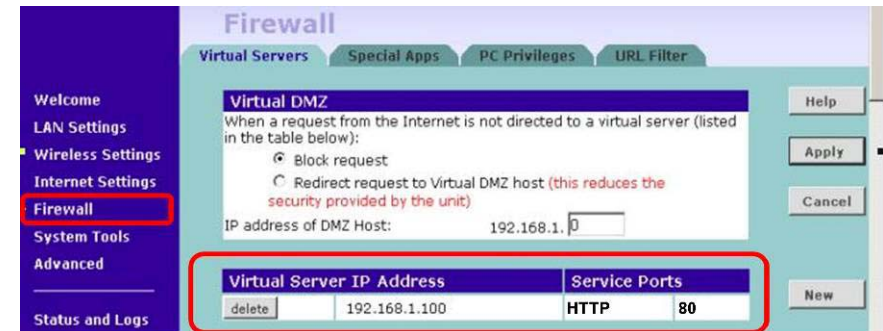 Firewall
Virtual Servers Special Apps PC Privileges URL Filter
Welcome
LAN Settings
Wireless Settings
Internet Settings
Firewall
System Tools
Advanced
Status and Logs
Virtual DMZ
When a request from the Internet is not directed to a virtual server (listed
in the table below):
Block request
Redirect request to Virtual DMZ host (this reduces the
security provided by the unit)
IP address of DMZ Host: 192.168.1. 0
Virtual Server IP Address Service Ports
delete 192.168.1.100 HTTP 80
Help
Apply
Cancel
New